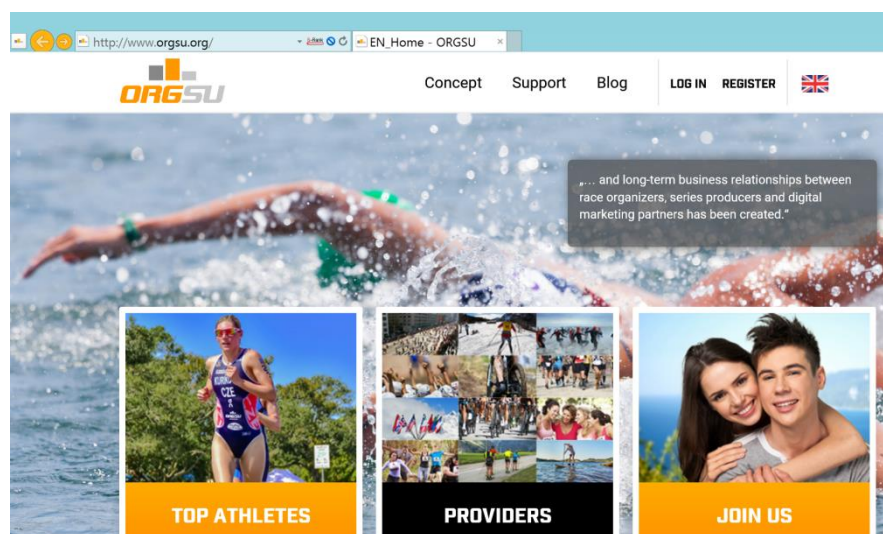 http://www.orgsu.org/
EN_Home - ORGSU
ORGSU
Concept
Support
Blog
LOG IN
REGISTER
„... and long-term business relationships between
race organizers, series producers and digital
marketing partners has been created.“
CZE
TOP ATHLETES
PROVIDERS
JOIN US